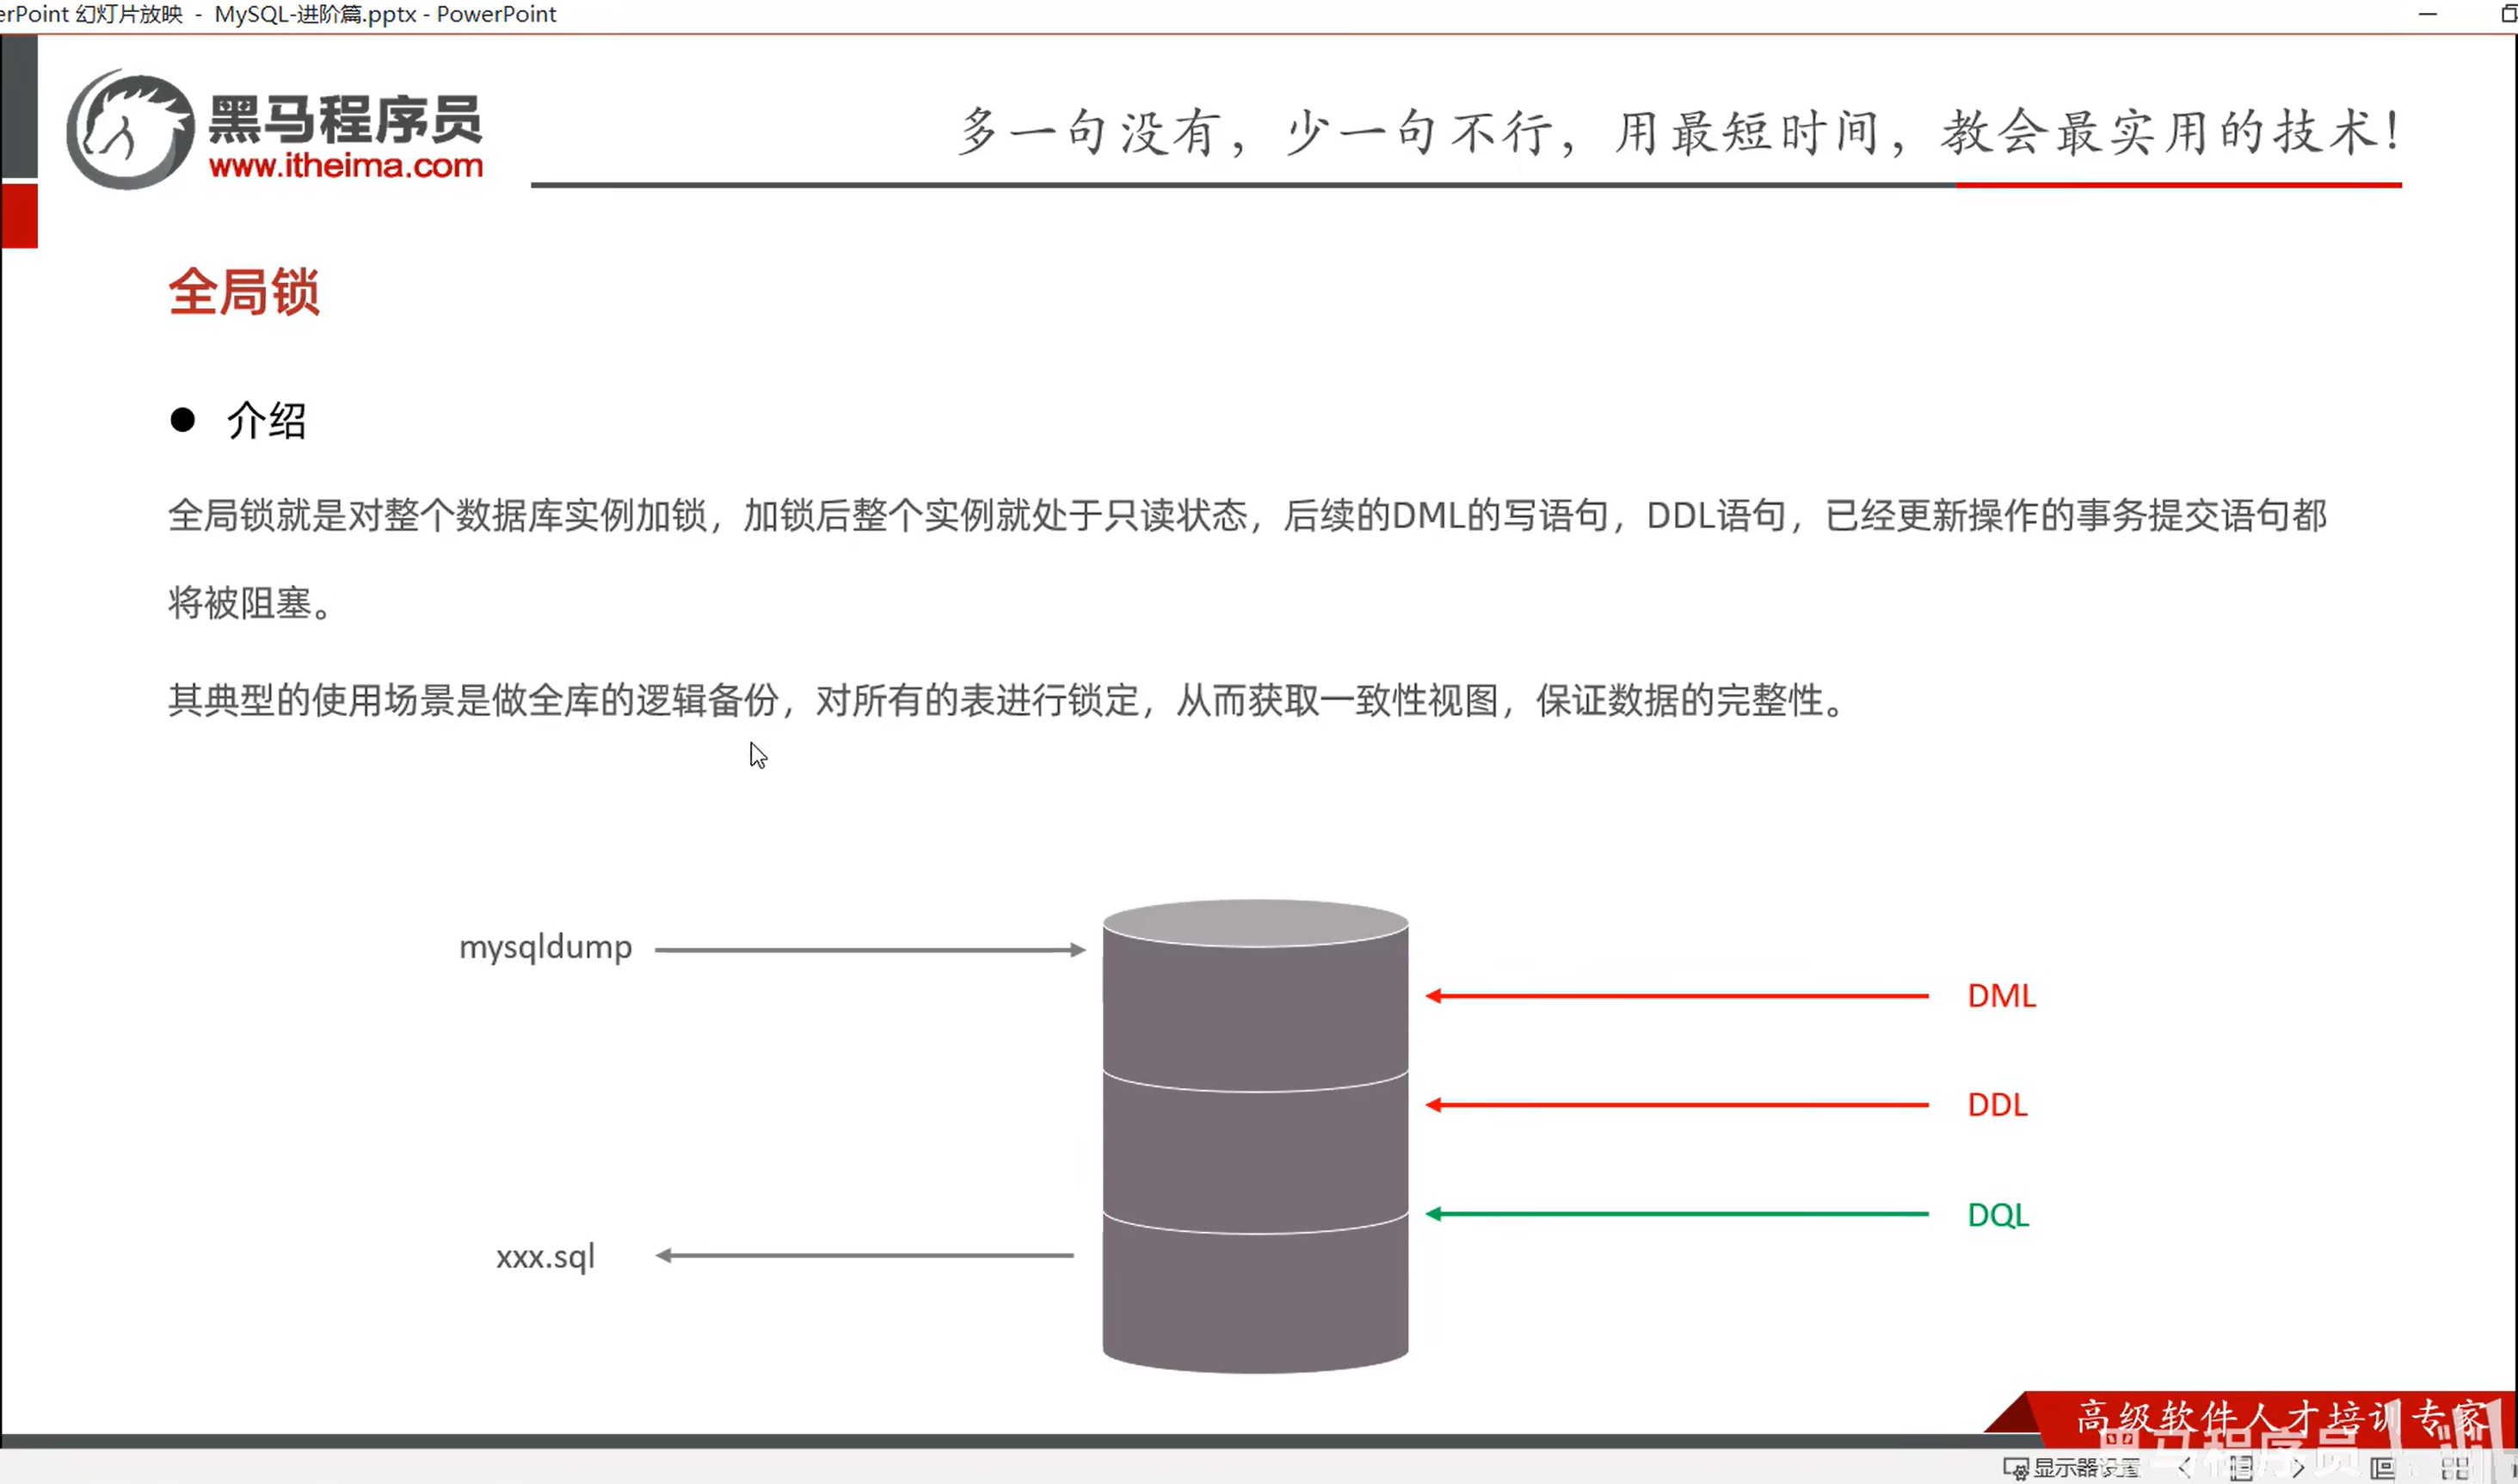 erPoint 幻灯片放映 - MySQL-进阶篇.pptx - PowerPoint
黑马程序员
www.itheima.com
多一句没有，少一句不行，用最短时间，教会最实用的技术！
全局锁
● 介绍
全局锁就是对整个数据库实例加锁，加锁后整个实例就处于只读状态，后续的DML的写语句，DDL语句，已经更新操作的事务提交语句都
将被阻塞。
其典型的使用场景是做全库的逻辑备份，对所有的表进行锁定，从而获取一致性视图，保证数据的完整性。
mysqldump
DML
DDL
DQL
xxx.sql
高级软件人才培训专家
黑马程序员
显示器设置